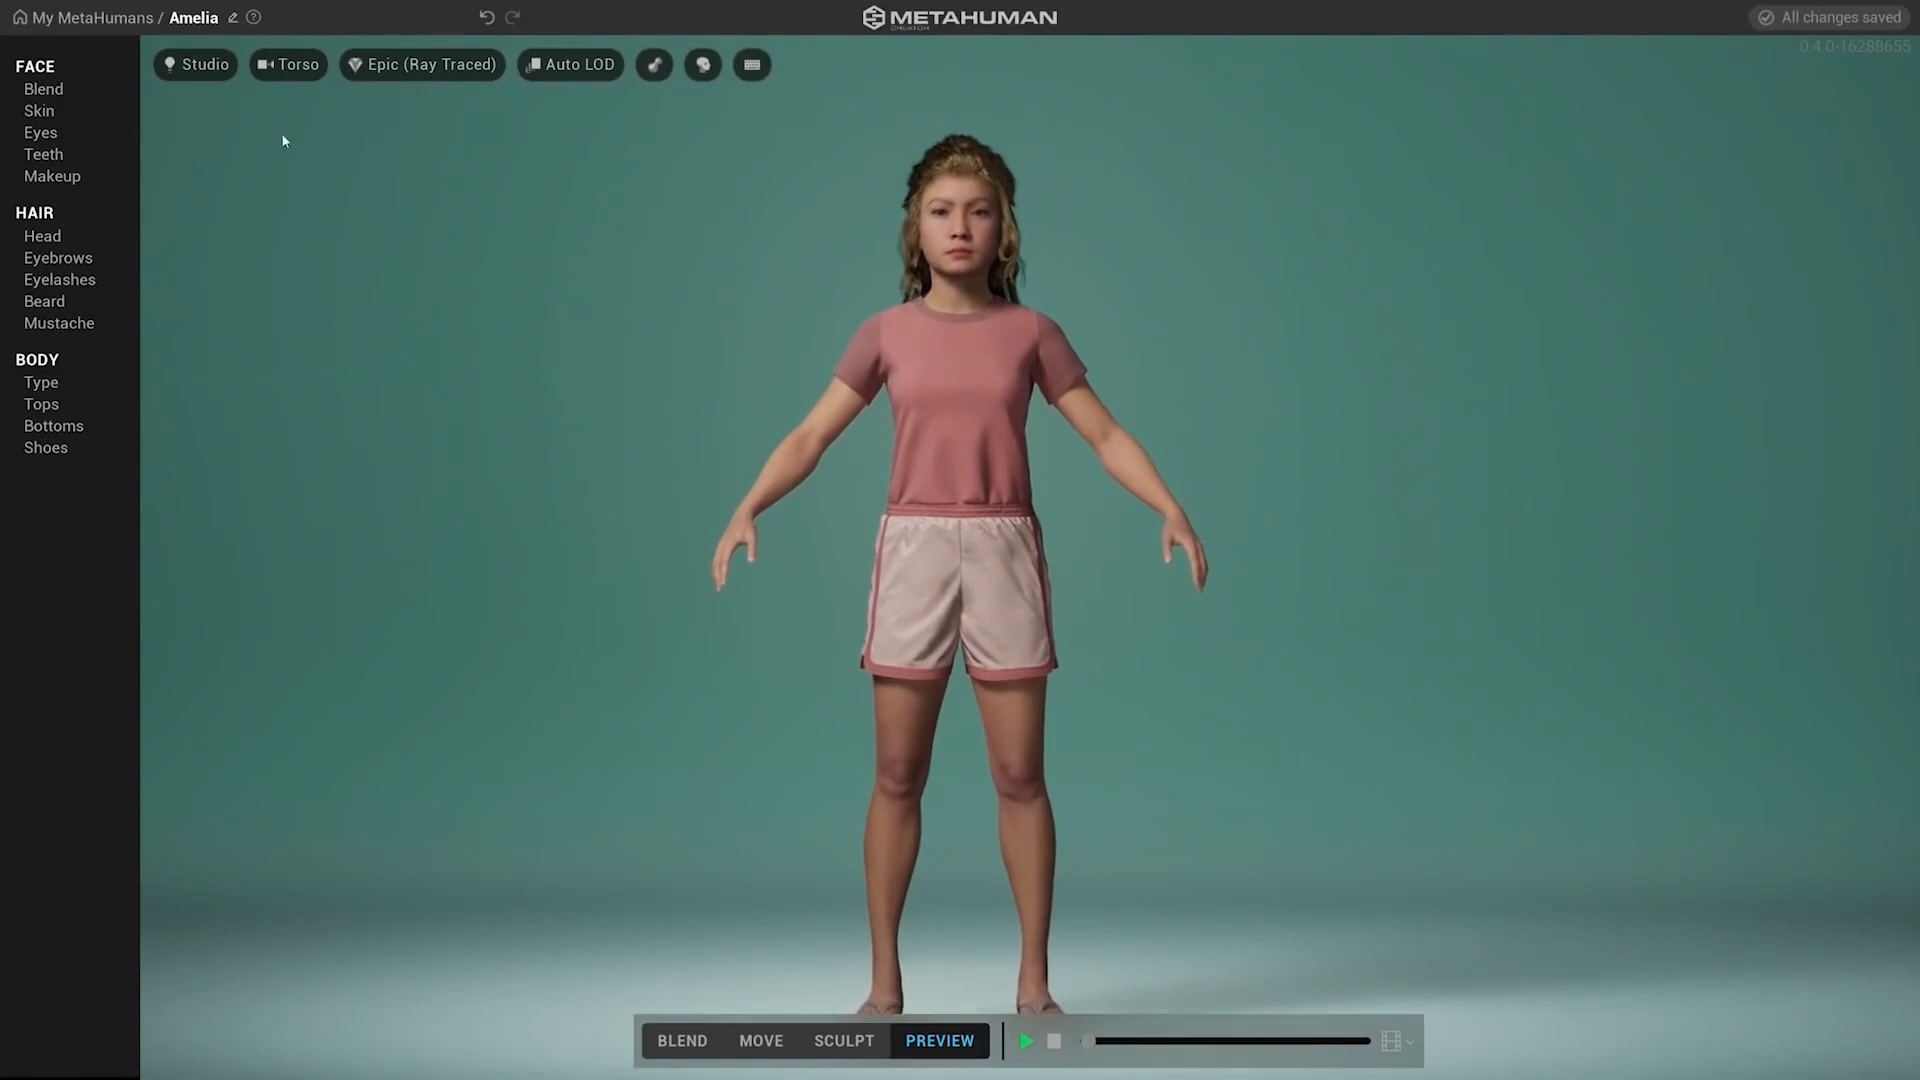 My MetaHumans / Amelia
METAHUMAN
CREATOR
All changes saved
0.4.0-16288655
Studio
Torso
Epic (Ray Traced)
Auto LOD
FACE
Blend
Skin
Eyes
Teeth
Makeup
HAIR
Head
Eyebrows
Eyelashes
Beard
Mustache
BODY
Type
Tops
Bottoms
Shoes
BLEND
MOVE
SCULPT
PREVIEW